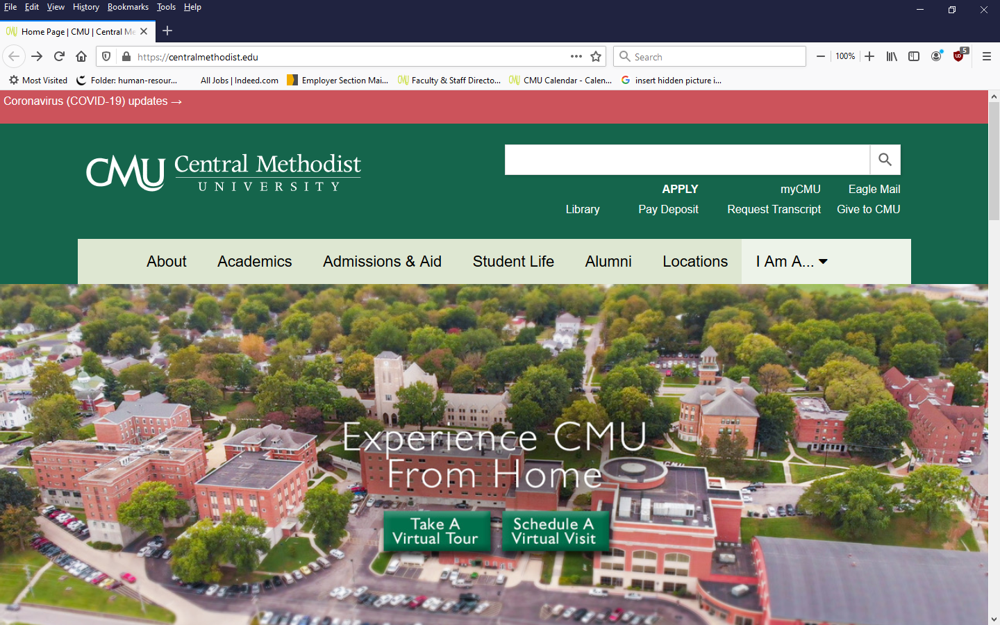 File Edit View History Bookmarks Tools Help
Home Page | CMU | Central Me
https://centralmethodist.edu
Search
100%
5
Most Visited
Folder: human-resour...
All Jobs | Indeed.com
Employer Section Mai...
CMU Faculty & Staff Directo...
CMU CMU Calendar - Calen...
insert hidden picture i...
Coronavirus (COVID-19) updates →
CMU Central Methodist
UNIVERSITY
APPLY myCMU Eagle Mail
Library Pay Deposit Request Transcript Give to CMU
About Academics Admissions & Aid Student Life Alumni Locations I Am A...
Experience CMU
From Home
Take A
Virtual Tour
Schedule A
Virtual Visit